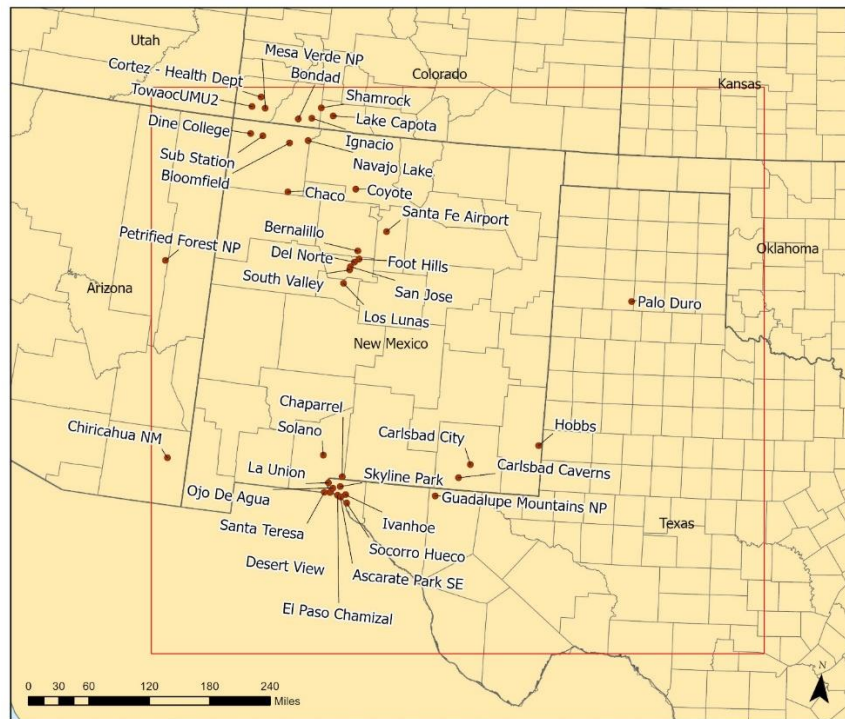 Utah
Mesa Verde NP
Cortez - Health Dept
Bondad
Colorado
Kansas
TowaocUMU2
Shamrock
Lake Capota
Dine College
Ignacio
Sub Station
Navajo Lake
Bloomfield
Chaco
Coyote
Santa Fe Airport
Bernalillo
Petrified Forest NP
Del Norte
Foot Hills
Oklahoma
South Valley
San Jose
Arizona
Palo Duro
Los Lunas
New Mexico
Chaparrel
Solano
Carlsbad City
Hobbs
Chiricahua NM
La Union
Skyline Park
Carlsbad Caverns
Ojo De Agua
Guadalupe Mountains NP
Santa Teresa
Ivanhoe
Texas
Socorro Hueco
Desert View
Ascarate Park SE
El Paso Chamizal
N
0 30 60 120 180 240
Miles